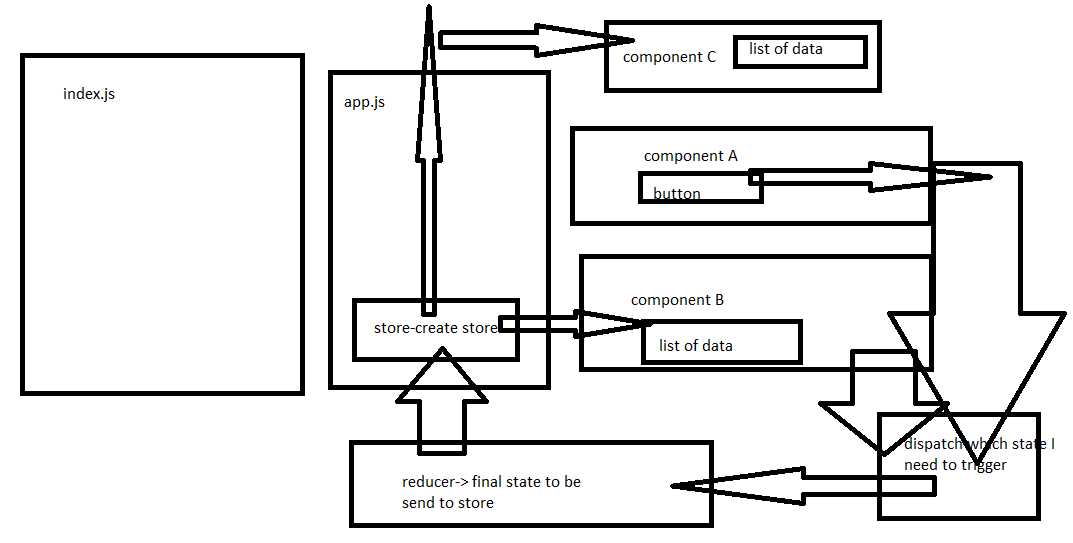 index.js
app.js
component C
list of data
component A
button
component B
store-create store
list of data
dispatch which state I
need to trigger
reducer-> final state to be
send to store